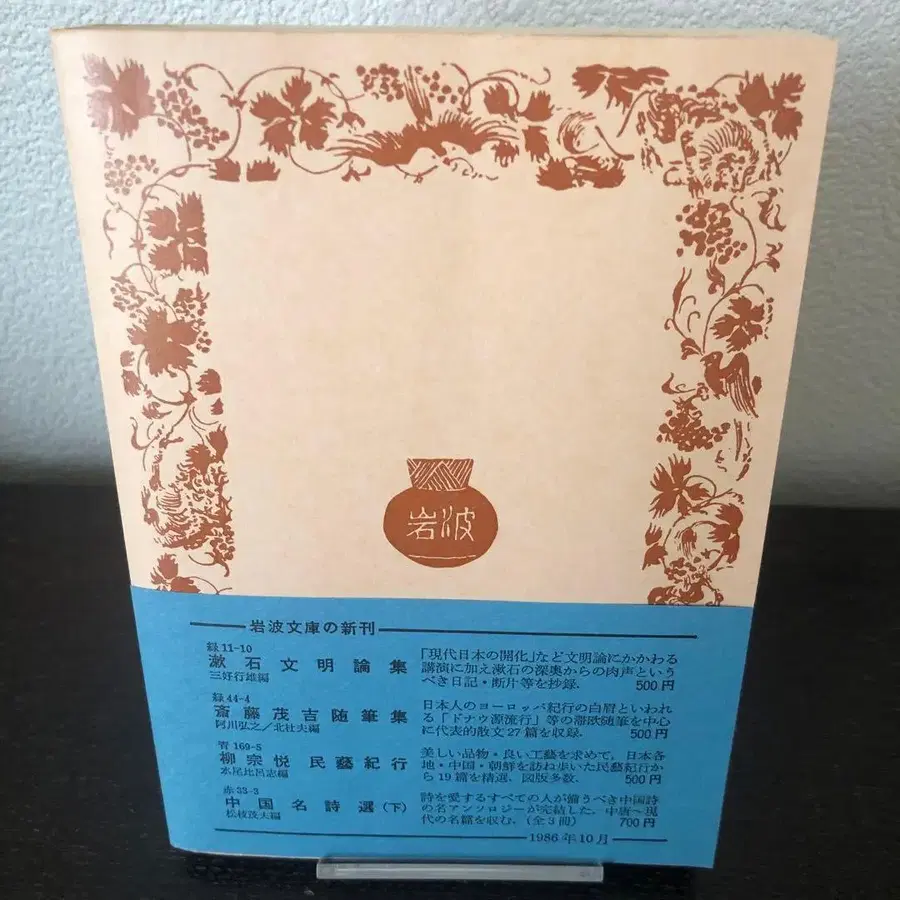 岩波
岩波文庫の新刊
緑11-10
漱石文明論集
三好行雄編
「現代日本の開化」など文明論にかかわる
講演に加え漱石の深奥からの肉声という
べき日記・断片等を抄録. 500円
緑44-4
斎藤茂吉随筆集
阿川弘之/北杜夫編
日本人のヨーロッパ紀行の白眉といわれ
る「ドナウ源流行」等の滞欧随筆を中心
に代表的散文27篇を収録. 500円
青169-5
柳宗悦 民藝紀行
水尾比呂志編
美しい品物・良い工藝を求めて, 日本各
地・中国・朝鮮を訪ね歩いた民藝紀行か
ら19篇を精選. 図版多数. 500円
赤33-3
中国名詩選(下)
松枝茂夫編
詩を愛するすべての人が備うべき中国詩
の名アンソロジーが完結した. 中唐~現
代の名篇を収む. (全3冊) 700円
1986年10月